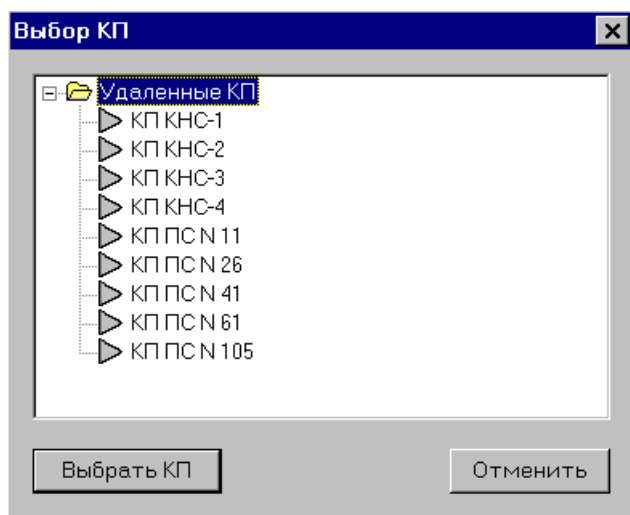 Выбор КП
Удаленные КП
КП КНС-1
КП КНС-2
КП КНС-3
КП КНС-4
КП ПС N 11
КП ПС N 26
КП ПС N 41
КП ПС N 61
КП ПС N 105
Выбрать КП
Отменить